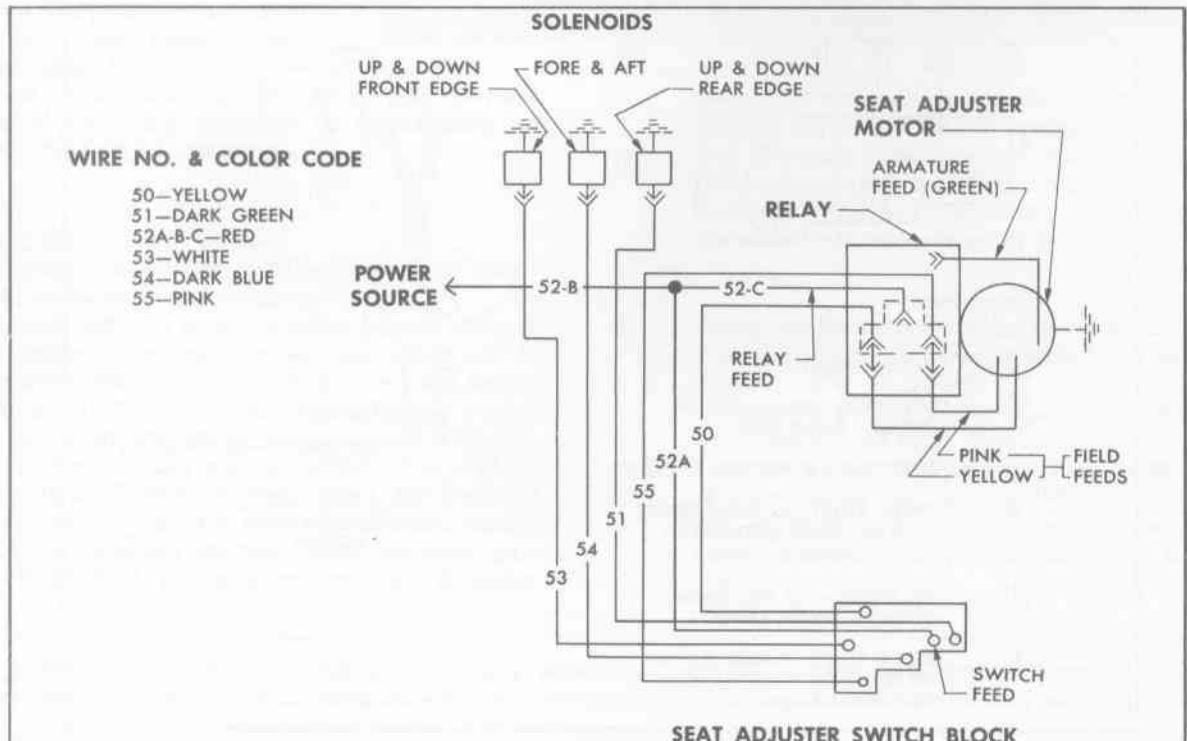 SOLENOIDS
UP & DOWN
FRONT EDGE
FORE & AFT
UP & DOWN
REAR EDGE
SEAT ADJUSTER
MOTOR
WIRE NO. & COLOR CODE
50—YELLOW
51—DARK GREEN
52A-B-C—RED
53—WHITE
54—DARK BLUE
55—PINK
ARMATURE
FEED (GREEN)
RELAY
POWER
SOURCE
52-B
52-C
RELAY
FEED
50
52A
55
51
54
53
PINK
YELLOW
FIELD
FEEDS
SWITCH
FEED
SEAT ADJUSTER SWITCH BLOCK